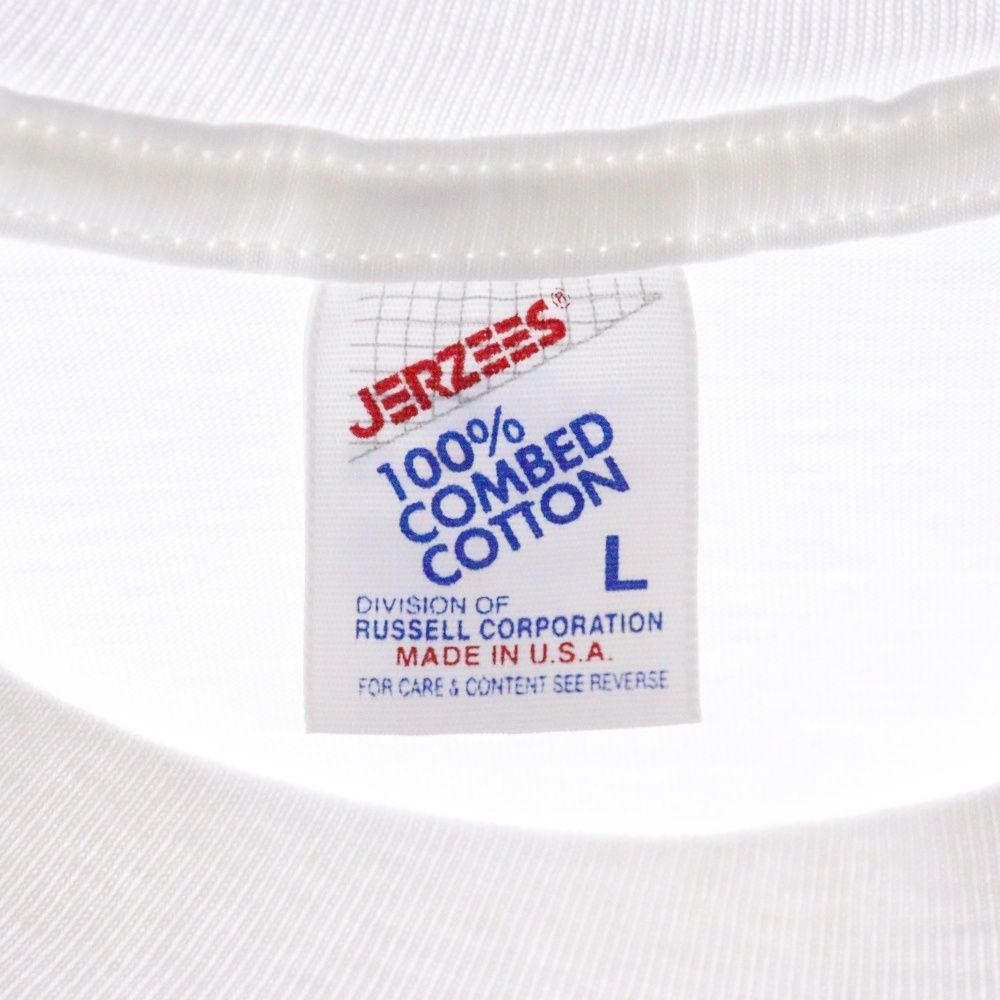 JERZEES®
100%
COMBED
COTTON
L
DIVISION OF
RUSSELL CORPORATION
MADE IN U.S.A.
FOR CARE & CONTENT SEE REVERSE